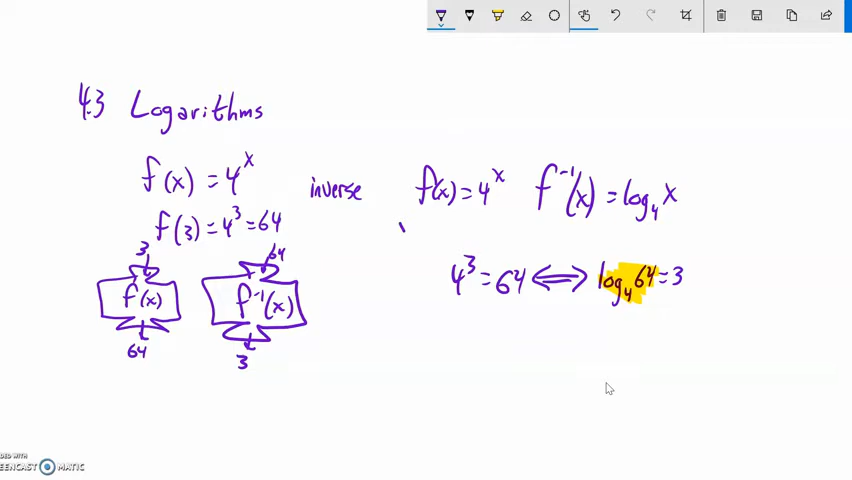 4.3 Logarithms
f(x) = 4^x
f(3) = 4^3 = 64
inverse
f(x) = 4^x
f^-1(x) = log_4 x
4^3 = 64 ⟺ log_4 64 = 3
3
f(x)
64
64
f^-1(x)
3
SCREENCAST MATIC